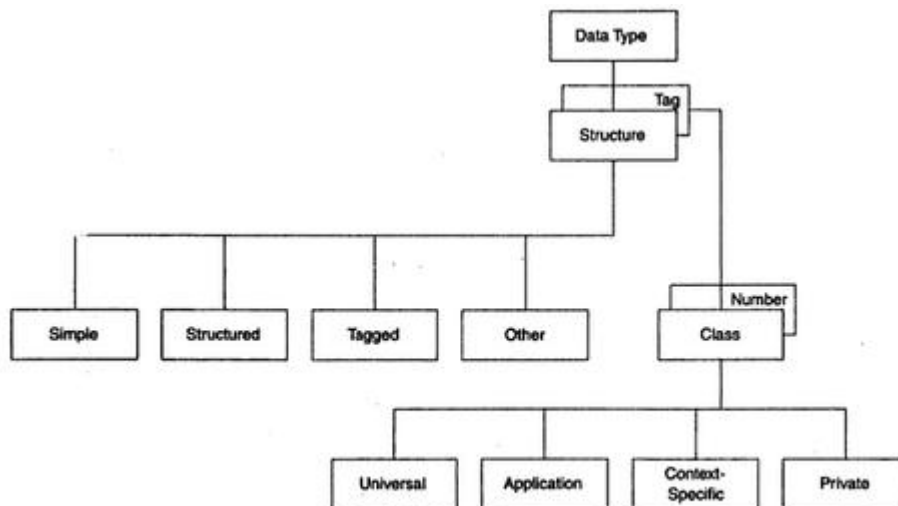 Data Type
Tag
Structure
Simple
Structured
Tagged
Other
Number
Class
Universal
Application
Context-
Specific
Private